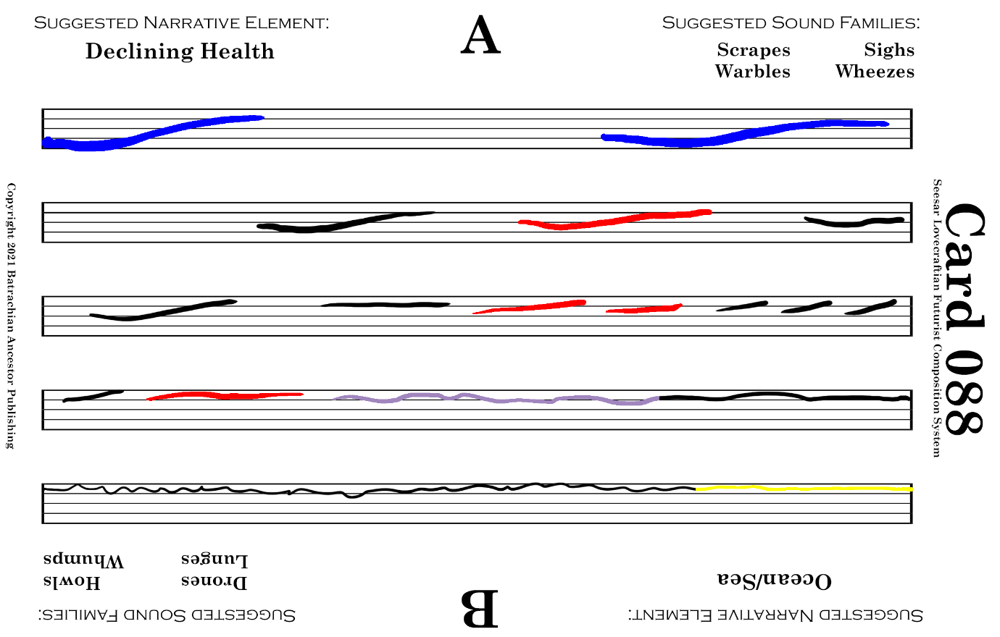 Suggested Narrative Element:
Declining Health
A
Suggested Sound Families:
Scrapes Sighs
Warbles Wheezes
Copyright 2021 Batrachian Ancestor Publishing
Card 088
Seesar Lovecraftian Futurist Composition System
B
Suggested Narrative Element:
Ocean/Sea
Suggested Sound Families:
Drones Howls
Lunges Whumps